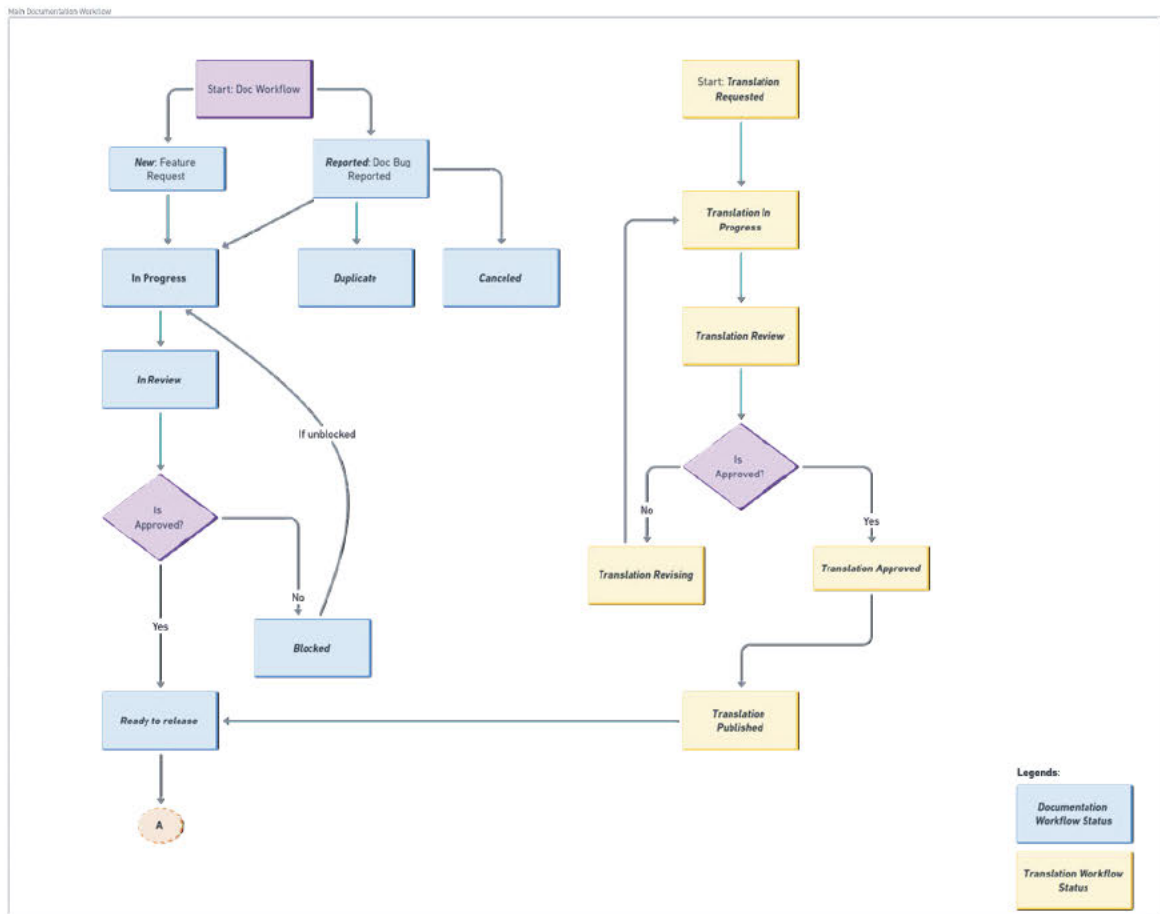 Main Documentation Workflow
Start: Doc Workflow
New: Feature
Request
Reported: Doc Bug
Reported
In Progress
Duplicate
Canceled
In Review
If unblocked
Is
Approved?
No
Yes
Blocked
Ready to release
A
Start: Translation
Requested
Translation In
Progress
Translation Review
Is
Approved?
No
Yes
Translation Revising
Translation Approved
Translation
Published
Legends:
Documentation
Workflow Status
Translation Workflow
Status